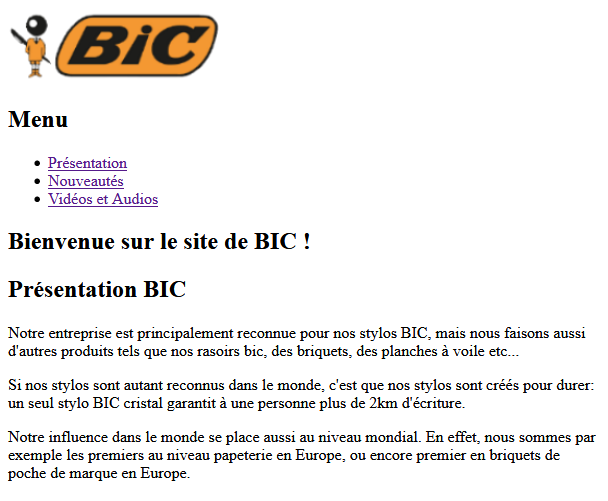 BiC
Menu
Présentation
Nouveautés
Vidéos et Audios
Bienvenue sur le site de BIC !
Présentation BIC
Notre entreprise est principalement reconnue pour nos stylos BIC, mais nous faisons aussi
d'autres produits tels que nos rasoirs bic, des briquets, des planches à voile etc...
Si nos stylos sont autant reconnus dans le monde, c'est que nos stylos sont créés pour durer:
un seul stylo BIC cristal garantit à une personne plus de 2km d'écriture.
Notre influence dans le monde se place aussi au niveau mondial. En effet, nous sommes par
exemple les premiers au niveau papeterie en Europe, ou encore premier en briquets de
poche de marque en Europe.